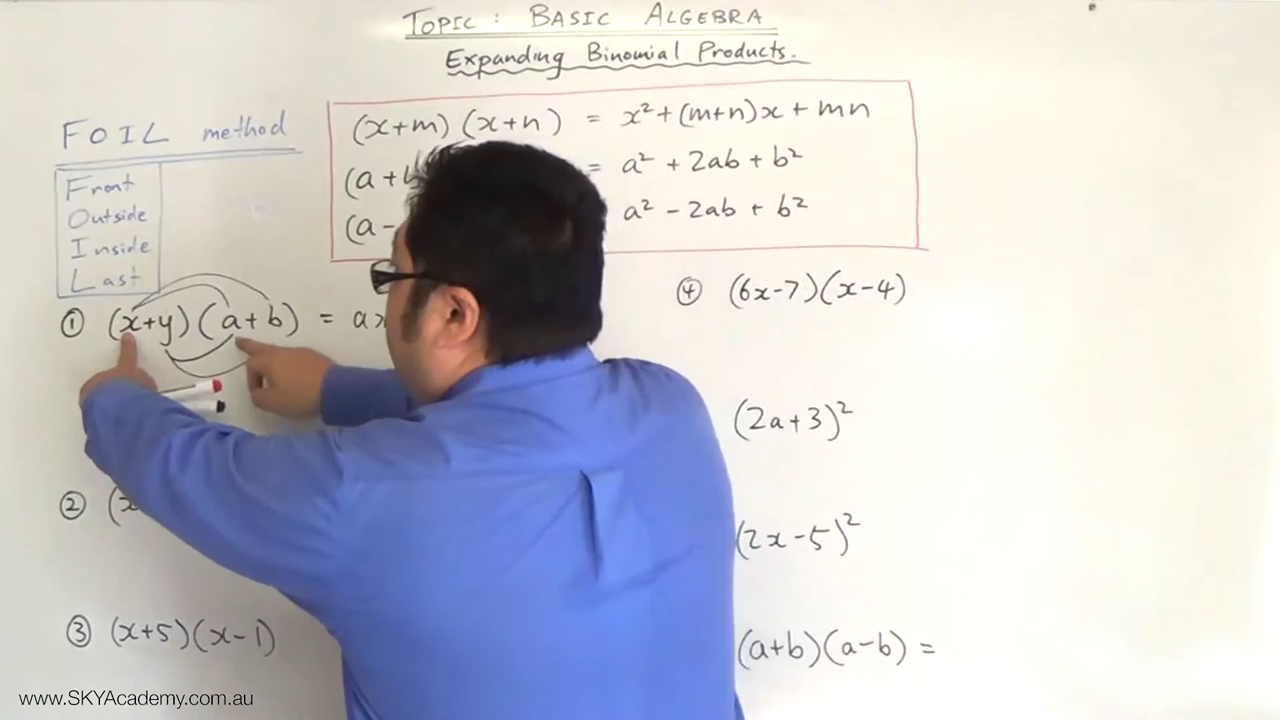 TOPIC : BASIC ALGEBRA
Expanding Binomial Products.
FOIL method
Front
Outside
Inside
Last
(x+m) (x+n) = x²+(m+n)x + mn
(a + = a² + 2ab + b²
(a - a² - 2ab + b²
① (x+y)(a+b) = a
② (x
③ (x+5)(x-1)
④ (6x-7)(x-4)
(2a+3)²
(2x-5)²
(a+b)(a-b) =
www.SKYAcademy.com.au